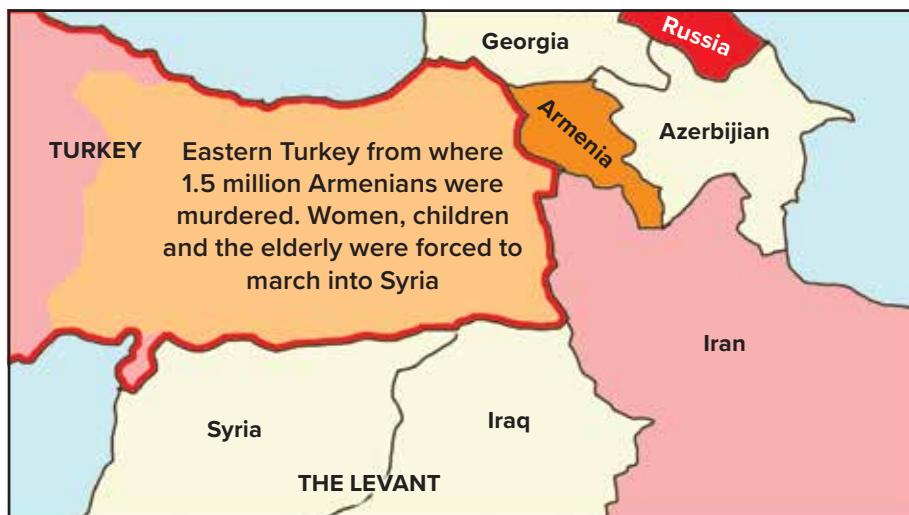 Russia
Georgia
Armenia
Azerbijian
TURKEY
Eastern Turkey from where
1.5 million Armenians were
murdered. Women, children
and the elderly were forced to
march into Syria
Iran
Syria
Iraq
THE LEVANT